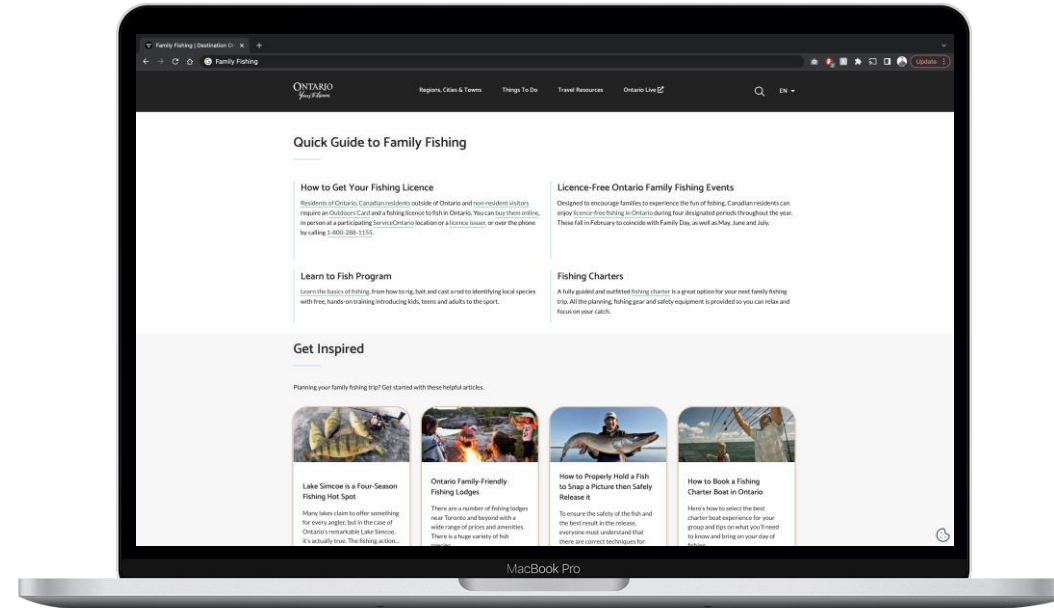 Family Fishing | Destination On
Family Fishing
Update
ONTARIO
Yours to discover
Regions, Cities & Towns
Things To Do
Travel Resources
Ontario Live
EN
Quick Guide to Family Fishing
How to Get Your Fishing Licence
Residents of Ontario, Canadian residents outside of Ontario and non-resident visitors
require an Outdoors Card and a fishing licence to fish in Ontario. You can buy them online,
in person at a participating ServiceOntario location or a licence issuer, or over the phone
by calling 1-800-288-1155.
Licence-Free Ontario Family Fishing Events
Designed to encourage families to experience the fun of fishing, Canadian residents can
enjoy licence-free fishing in Ontario during four designated periods throughout the year.
These fall in February to coincide with Family Day, as well as May, June and July.
Learn to Fish Program
Learn the basics of fishing, from how to rig, bait and cast a rod to identifying local species
with free, hands-on training introducing kids, teens and adults to the sport.
Fishing Charters
A fully guided and outfitted fishing charter is a great option for your next family fishing
trip. All the planning, fishing gear and safety equipment is provided so you can relax and
focus on your catch.
Get Inspired
Planning your family fishing trip? Get started with these helpful articles.
Lake Simcoe is a Four-Season
Fishing Hot Spot
Many lakes claim to offer something
for every angler, but in the case of
Ontario's remarkable Lake Simcoe,
it's actually true. The fishing action...
Ontario Family-Friendly
Fishing Lodges
There are a number of fishing lodges
near Toronto and beyond with a
wide range of prices and amenities.
There is a huge variety of fish
species
How to Properly Hold a Fish
to Snap a Picture then Safely
Release it
To ensure the safety of the fish and
the best result in the release,
everyone must understand that
there are correct techniques for
How to Book a Fishing
Charter Boat in Ontario
Here's how to select the best
charter boat experience for your
group and tips on what you'll need
to know and bring on your day of
fishing
MacBook Pro